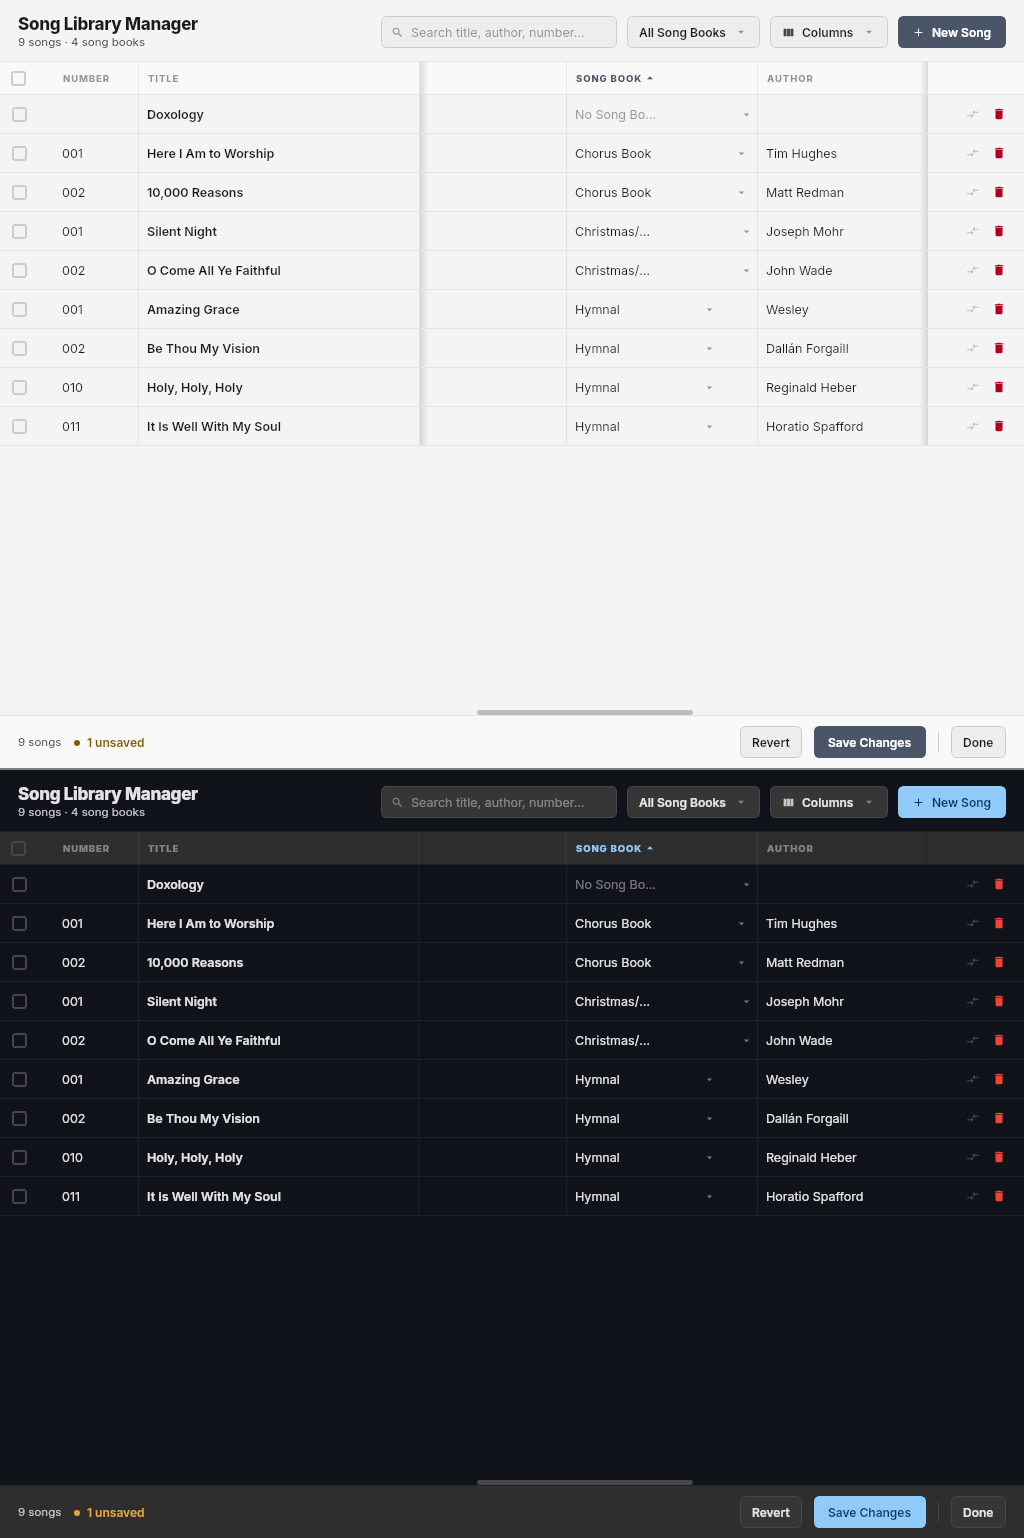 Song Library Manager
9 songs · 4 song books
Search title, author, number...
All Song Books
Columns
New Song
NUMBER TITLE SONG BOOK AUTHOR
Doxology No Song Bo...
001 Here I Am to Worship Chorus Book Tim Hughes
002 10,000 Reasons Chorus Book Matt Redman
001 Silent Night Christmas/... Joseph Mohr
002 O Come All Ye Faithful Christmas/... John Wade
001 Amazing Grace Hymnal Wesley
002 Be Thou My Vision Hymnal Dallán Forgaill
010 Holy, Holy, Holy Hymnal Reginald Heber
011 It Is Well With My Soul Hymnal Horatio Spafford
9 songs 1 unsaved Revert Save Changes Done
Song Library Manager
9 songs · 4 song books
Search title, author, number...
All Song Books
Columns
New Song
NUMBER TITLE SONG BOOK AUTHOR
Doxology No Song Bo...
001 Here I Am to Worship Chorus Book Tim Hughes
002 10,000 Reasons Chorus Book Matt Redman
001 Silent Night Christmas/... Joseph Mohr
002 O Come All Ye Faithful Christmas/... John Wade
001 Amazing Grace Hymnal Wesley
002 Be Thou My Vision Hymnal Dallán Forgaill
010 Holy, Holy, Holy Hymnal Reginald Heber
011 It Is Well With My Soul Hymnal Horatio Spafford
9 songs 1 unsaved Revert Save Changes Done